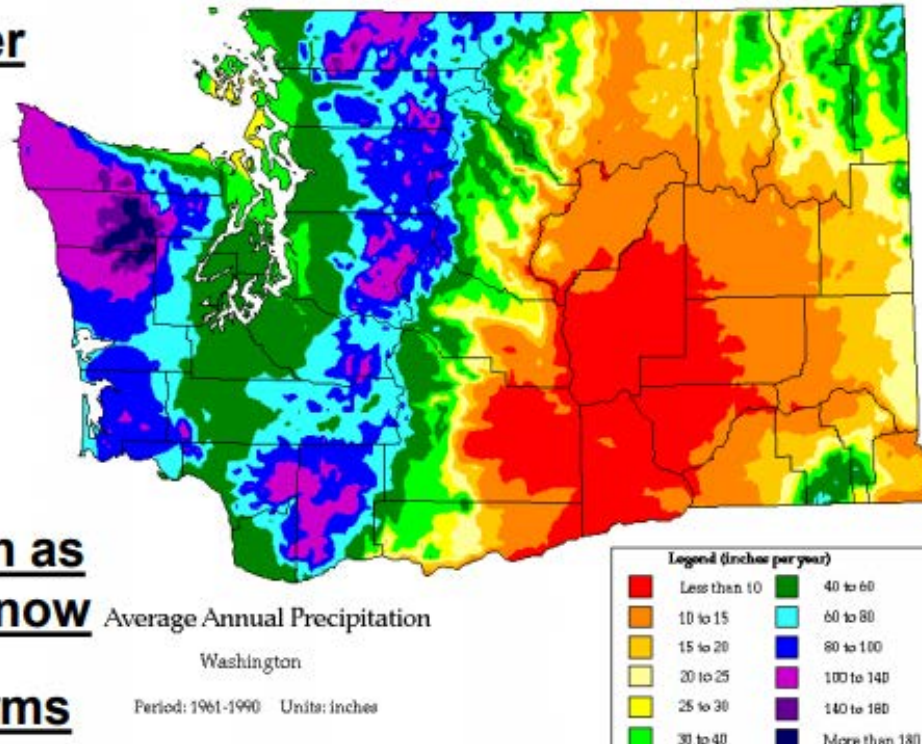 er
n as
now
rms
Average Annual Precipitation
Washington
Period: 1961-1990 Units: inches
Legend (inches per year)
Less than 10
10 to 15
15 to 20
20 to 25
25 to 30
30 to 40
40 to 60
60 to 80
80 to 100
100 to 140
140 to 180
More than 180